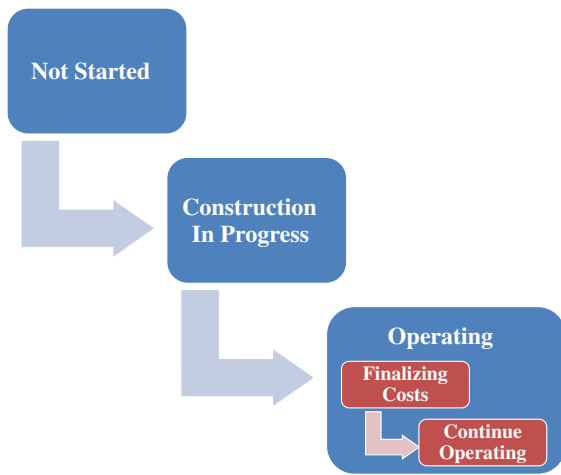 Not Started
Construction
In Progress
Operating
Finalizing
Costs
Continue
Operating